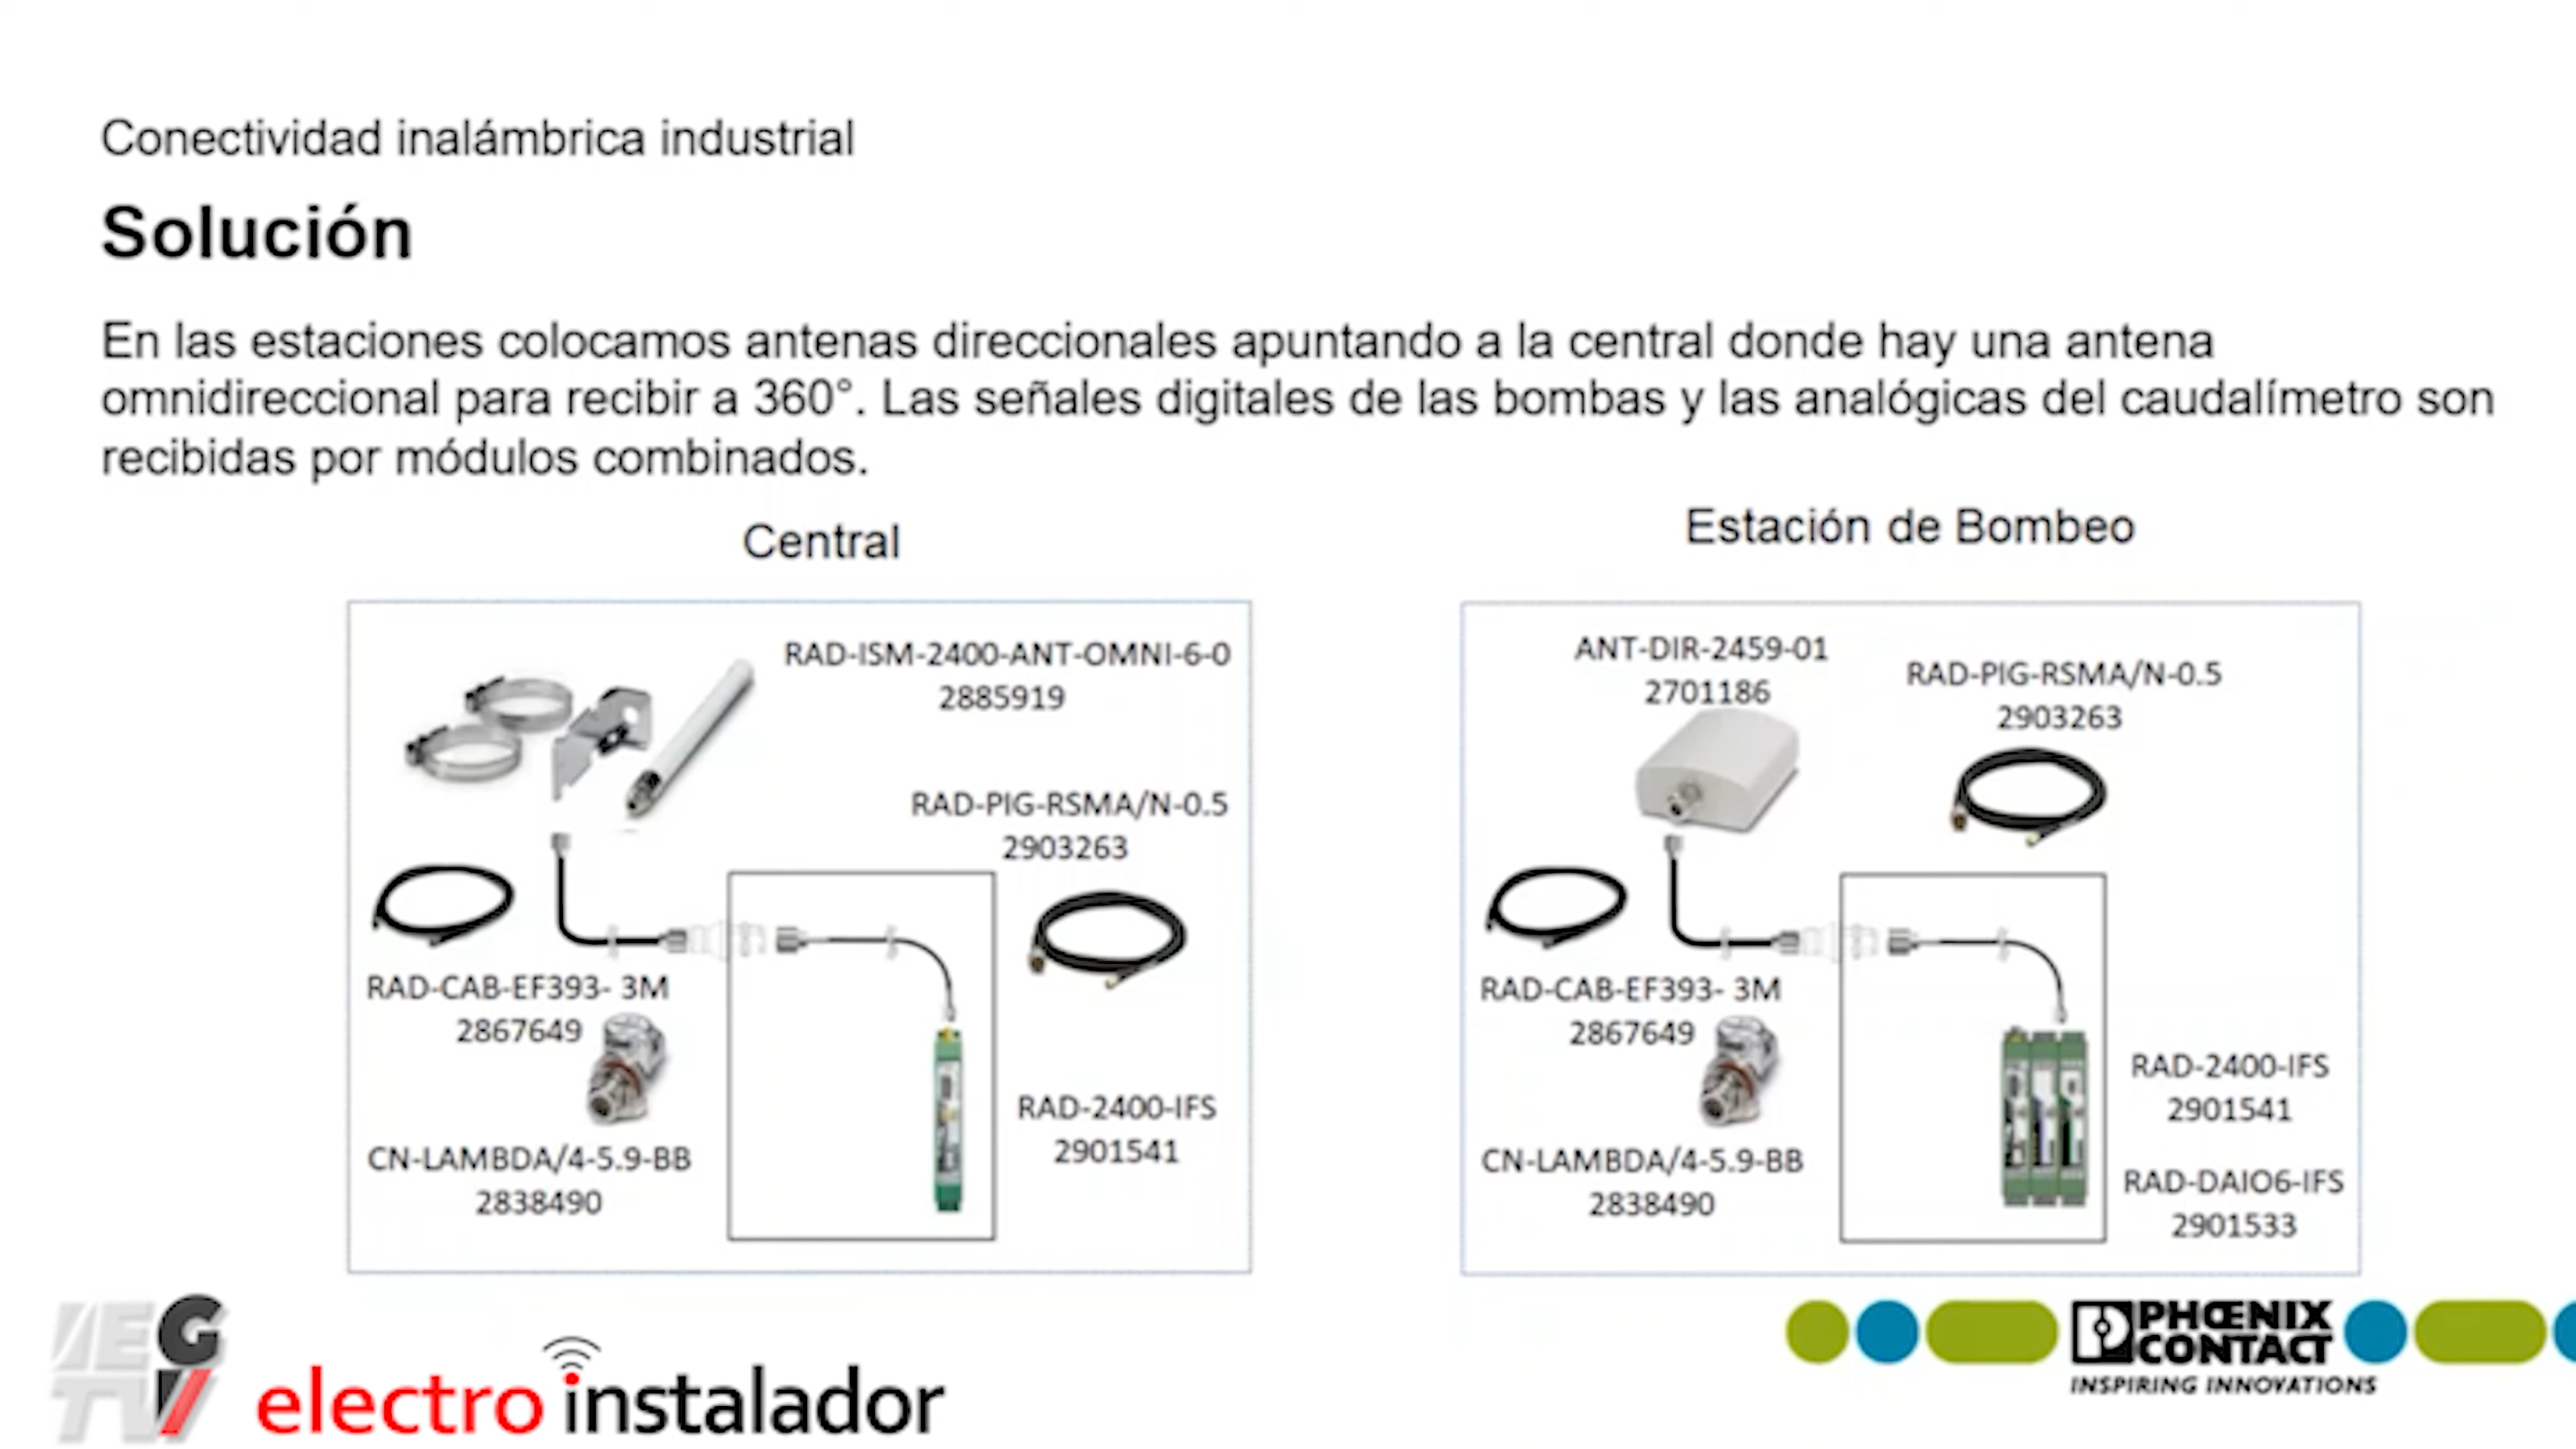 Conectividad inalámbrica industrial
Solución
En las estaciones colocamos antenas direccionales apuntando a la central donde hay una antena
omnidireccional para recibir a 360°. Las señales digitales de las bombas y las analógicas del caudalímetro son
recibidas por módulos combinados.
Central
RAD-ISM-2400-ANT-OMNI-6-0
2885919
RAD-PIG-RSMA/N-0.5
2903263
RAD-CAB-EF393- 3M
2867649
CN-LAMBDA/4-5.9-BB
2838490
RAD-2400-IFS
2901541
Estación de Bombeo
ANT-DIR-2459-01
2701186
RAD-PIG-RSMA/N-0.5
2903263
RAD-CAB-EF393- 3M
2867649
CN-LAMBDA/4-5.9-BB
2838490
RAD-2400-IFS
2901541
RAD-DAIO6-IFS
2901533
electro instalador
PHŒNIX
CONTACT
INSPIRING INNOVATIONS